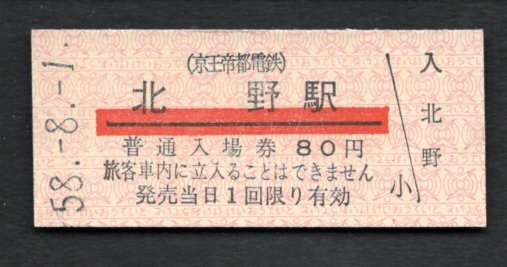 58.-8.-1.
(京王帝都電鉄)
北野駅
普通入場券 80円
旅客車内に立入ることはできません
発売当日1回限り有効
入
北
野
小